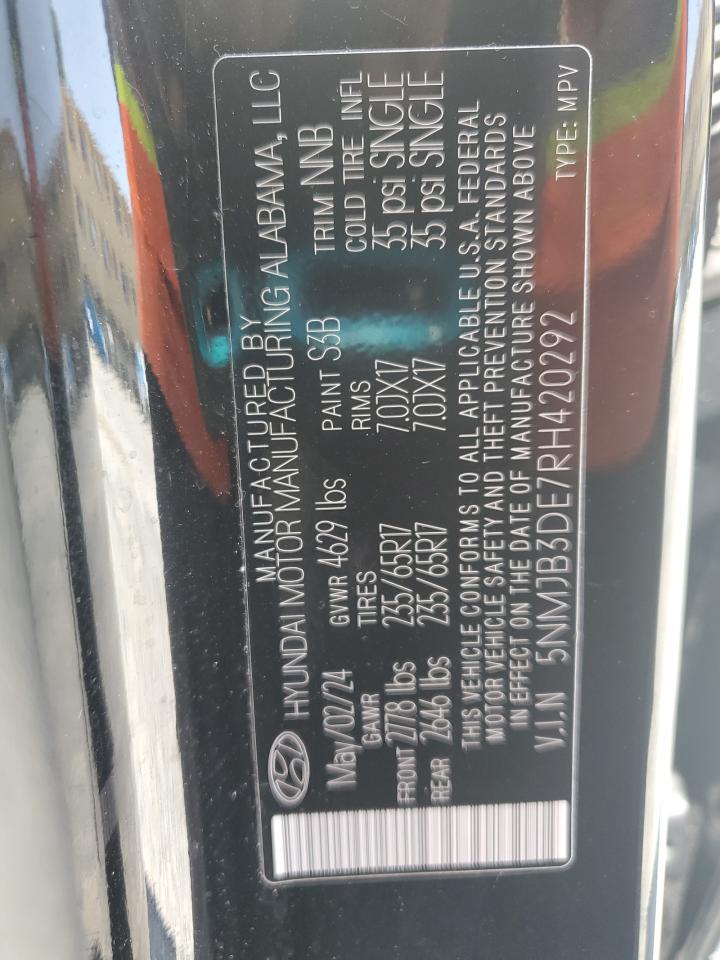 MANUFACTURED BY
HYUNDAI MOTOR MANUFACTURING ALABAMA, LLC
May/02/24 GVWR 4629 lbs PAINT S3B TRIM NNB
GAWR TIRES RIMS COLD TIRE INFL
FRONT 2778 lbs 235/65R17 7.0JX17 35 psi SINGLE
REAR 2646 lbs 235/65R17 7.0JX17 35 psi SINGLE
THIS VEHICLE CONFORMS TO ALL APPLICABLE U.S.A. FEDERAL
MOTOR VEHICLE SAFETY AND THEFT PREVENTION STANDARDS
IN EFFECT ON THE DATE OF MANUFACTURE SHOWN ABOVE
V.I.N 5NMJB3DE7RH420292 TYPE: MPV